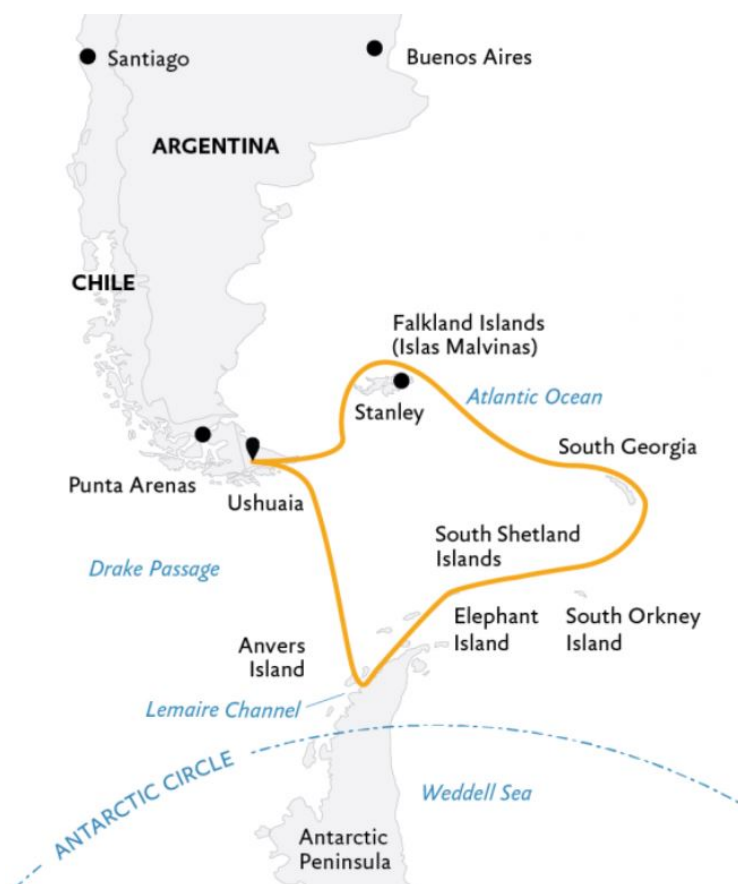 Santiago
Buenos Aires
ARGENTINA
CHILE
Falkland Islands
(Islas Malvinas)
Atlantic Ocean
Stanley
South Georgia
Punta Arenas
Ushuaia
South Shetland
Islands
Drake Passage
Elephant
Island
South Orkney
Island
Anvers
Island
Lemaire Channel
ANTARCTIC CIRCLE
Weddell Sea
Antarctic
Peninsula